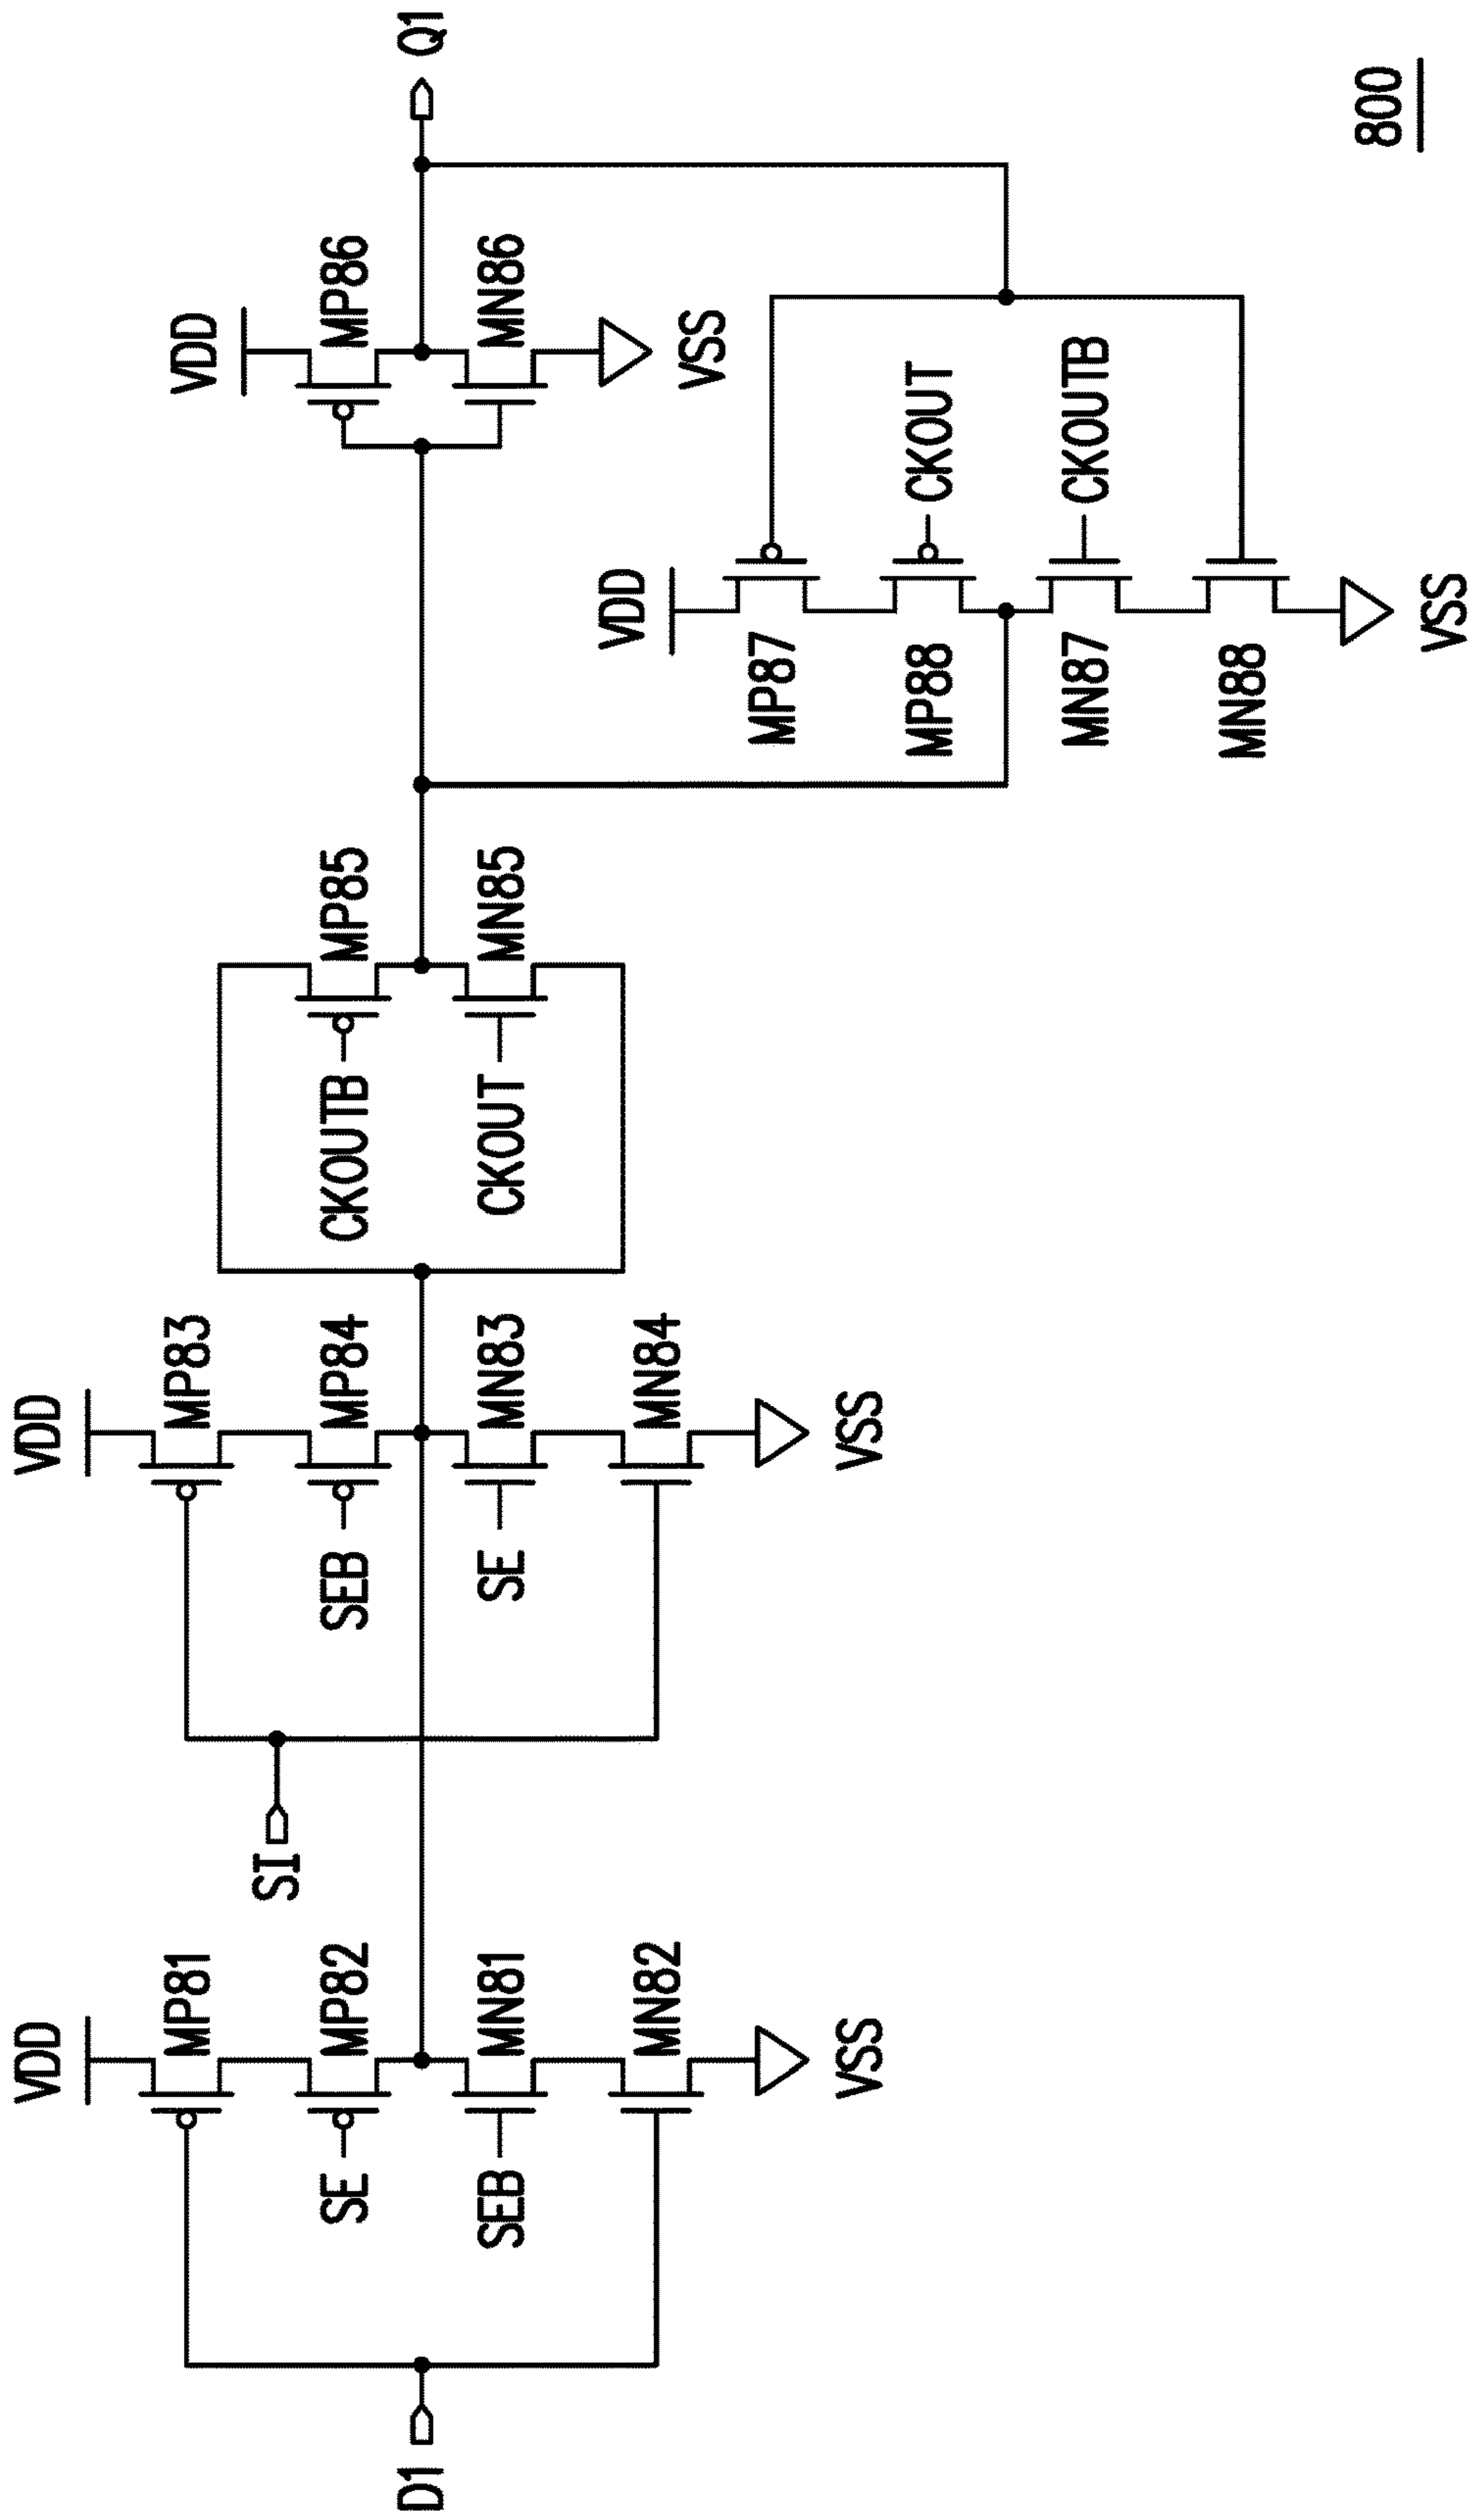 D1
VDD
MP81
SE
MP82
SEB
MN81
MN82
VSS
SI
VDD
MP83
SEB
MP84
SE
MN83
MN84
VSS
CKOUTB
MP85
CKOUT
MN85
VDD
MP86
MN86
VSS
Q1
VDD
MP87
MP88
CKOUT
MN87
CKOUTB
MN88
VSS
800